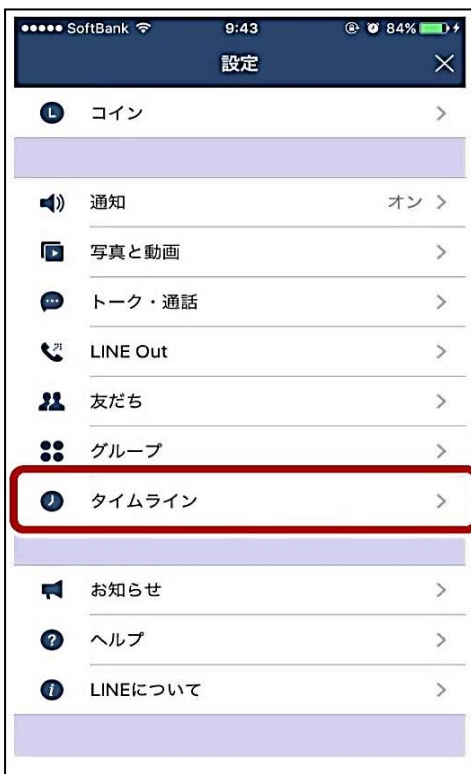 SoftBank 9:43 84%
設定
コイン
通知 オン
写真と動画
トーク・通話
LINE Out
友だち
グループ
タイムライン
お知らせ
ヘルプ
LINEについて